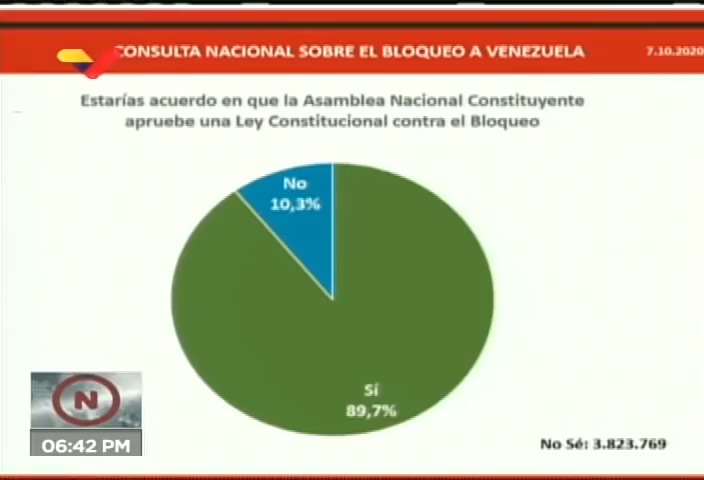 CONSULTA NACIONAL SOBRE EL BLOQUEO A VENEZUELA
7.10.2020
Estarías acuerdo en que la Asamblea Nacional Constituyente
apruebe una Ley Constitucional contra el Bloqueo
No
10,3%
Sí
89,7%
N
06:42 PM
No Sé: 3.823.769